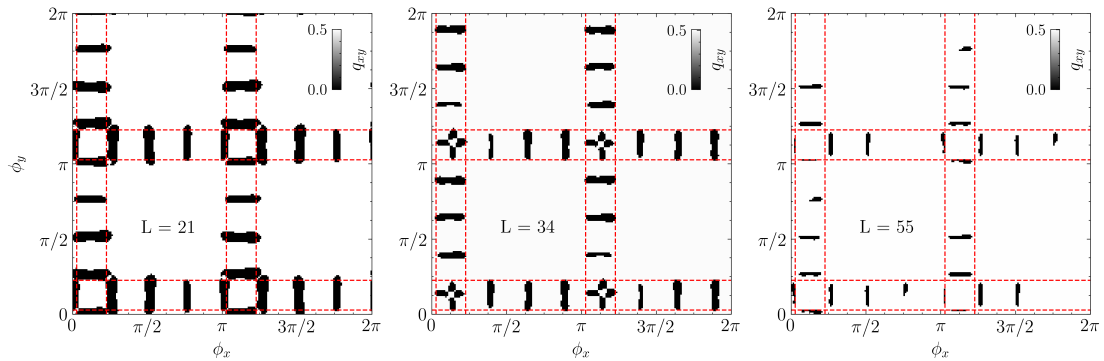 2π
3π/2
π
π/2
0
ϕ_y
0.5
0.0
q_xy
L = 21
0
π/2
π
3π/2
2π
ϕ_x
2π
3π/2
π
π/2
0
0.5
0.0
q_xy
L = 34
0
π/2
π
3π/2
2π
ϕ_x
2π
3π/2
π
π/2
0
0.5
0.0
q_xy
L = 55
0
π/2
π
3π/2
2π
ϕ_x